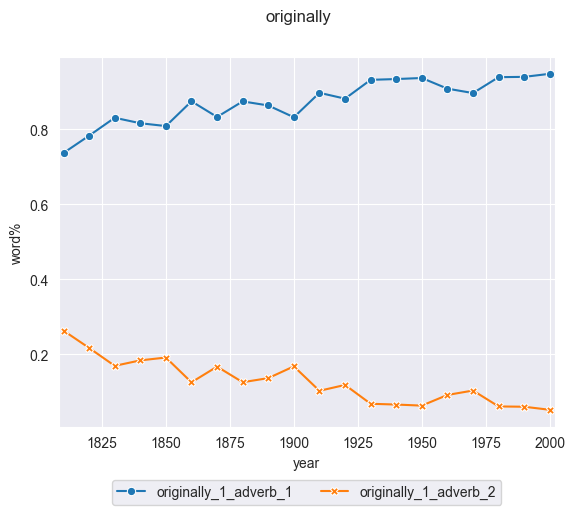 originally
0.8
0.6
0.4
0.2
word%
1825 1850 1875 1900 1925 1950 1975 2000
year
originally_1_adverb_1 originally_1_adverb_2